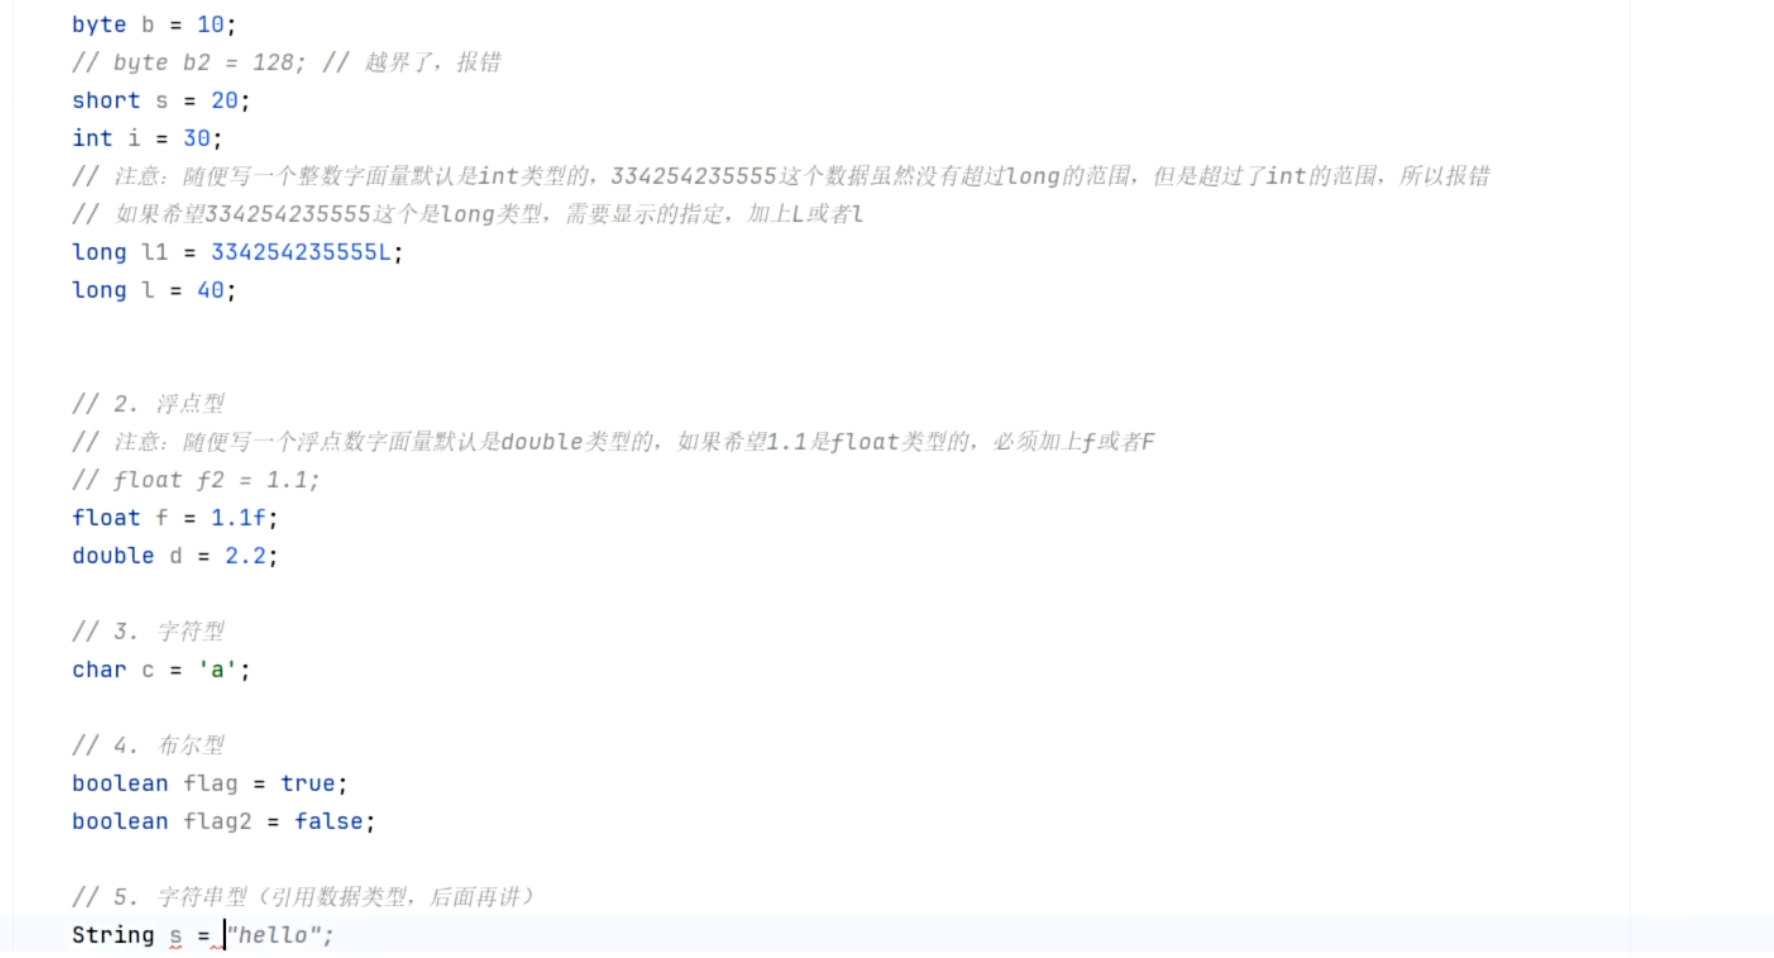 byte b = 10;
// byte b2 = 128; // 越界了，报错
short s = 20;
int i = 30;
// 注意：随便写一个整数字面量默认是int类型的，334254235555这个数据虽然没有超过long的范围，但是超过了int的范围，所以报错
// 如果希望334254235555这个是long类型，需要显示的指定，加上L或者l
long l1 = 334254235555L;
long l = 40;
// 2. 浮点型
// 注意：随便写一个浮点数字面量默认是double类型的，如果希望1.1是float类型的，必须加上f或者F
// float f2 = 1.1;
float f = 1.1f;
double d = 2.2;
// 3. 字符型
char c = 'a';
// 4. 布尔型
boolean flag = true;
boolean flag2 = false;
// 5. 字符串型（引用数据类型，后面再讲）
String s = "hello";